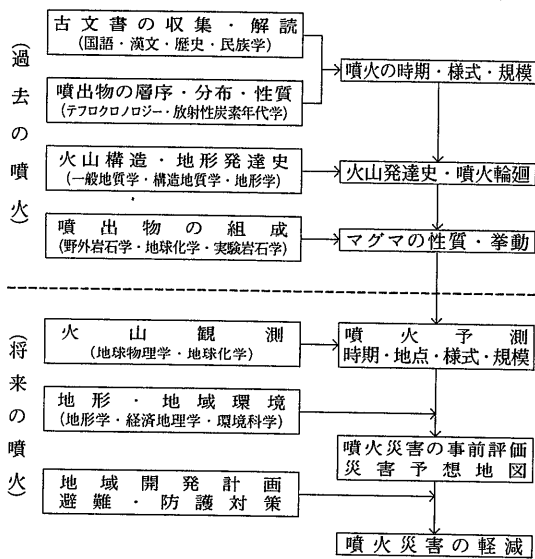 (過去の噴火)
古文書の収集・解読
(国語・漢文・歴史・民族学)
噴火の時期・様式・規模
噴出物の層序・分布・性質
(テフロクロノロジー・放射性炭素年代学)
火山構造・地形発達史
(一般地質学・構造地質学・地形学)
火山発達史・噴火輪廻
噴出物の組成
(野外岩石学・地球化学・実験岩石学)
マグマの性質・挙動
(将来の噴火)
火山観測
(地球物理学・地球化学)
噴火予測
時期・地点・様式・規模
地形・地域環境
(地形学・経済地理学・環境科学)
噴火災害の事前評価
災害予想地図
地域開発計画
避難・防護対策
噴火災害の軽減